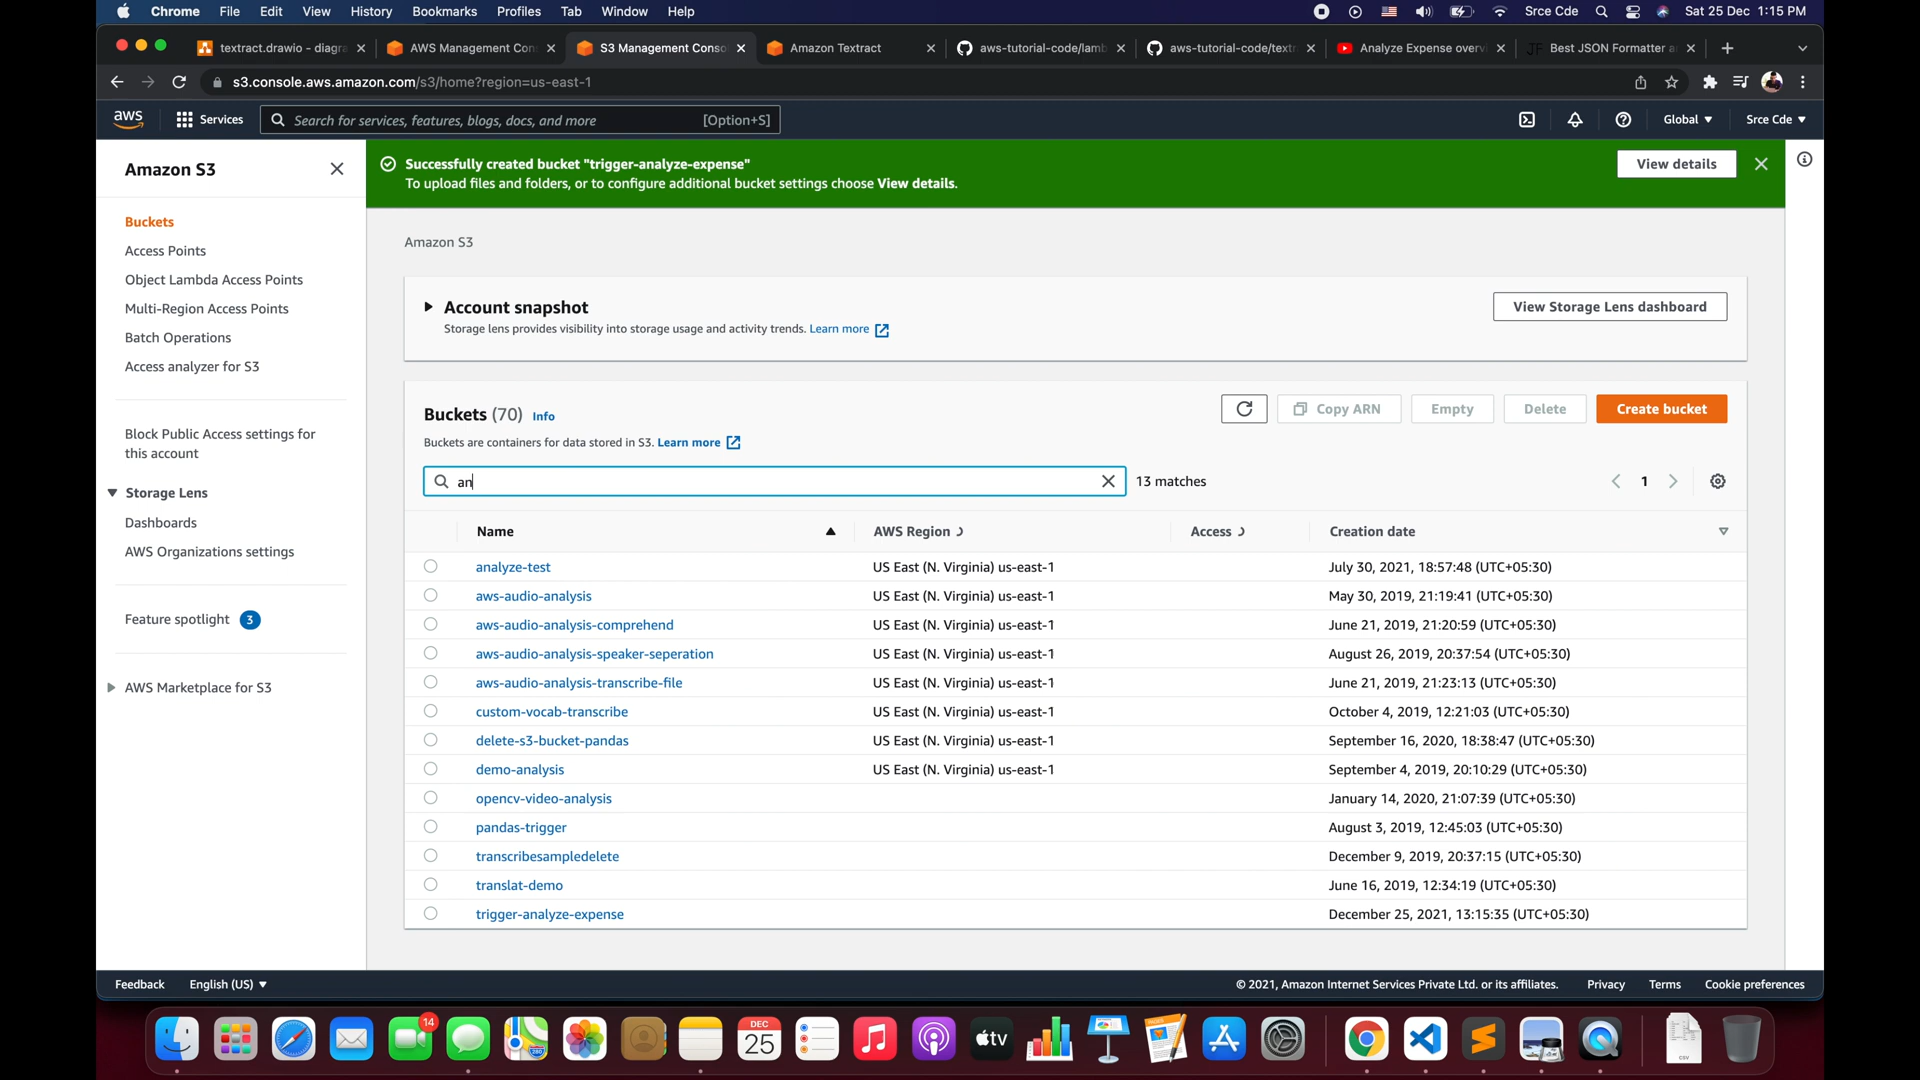 Chrome File Edit View History Bookmarks Profiles Tab Window Help Srce Cde Sat 25 Dec 1:15 PM
textract.drawio - diagra AWS Management Con S3 Management Conso Amazon Textract aws-tutorial-code/lamb aws-tutorial-code/textr Analyze Expense overv JF Best JSON Formatter a
s3.console.aws.amazon.com/s3/home?region=us-east-1
aws Services Search for services, features, blogs, docs, and more [Option+S] Global Srce Cde
Amazon S3
Successfully created bucket "trigger-analyze-expense"
To upload files and folders, or to configure additional bucket settings choose View details.
View details
Buckets
Access Points
Object Lambda Access Points
Multi-Region Access Points
Batch Operations
Access analyzer for S3
Block Public Access settings for
this account
Storage Lens
Dashboards
AWS Organizations settings
Feature spotlight 3
AWS Marketplace for S3
Amazon S3
Account snapshot
Storage lens provides visibility into storage usage and activity trends. Learn more
View Storage Lens dashboard
Buckets (70) Info
Buckets are containers for data stored in S3. Learn more
Copy ARN Empty Delete Create bucket
an 13 matches 1
Name AWS Region Access Creation date
analyze-test US East (N. Virginia) us-east-1 July 30, 2021, 18:57:48 (UTC+05:30)
aws-audio-analysis US East (N. Virginia) us-east-1 May 30, 2019, 21:19:41 (UTC+05:30)
aws-audio-analysis-comprehend US East (N. Virginia) us-east-1 June 21, 2019, 21:20:59 (UTC+05:30)
aws-audio-analysis-speaker-seperation US East (N. Virginia) us-east-1 August 26, 2019, 20:37:54 (UTC+05:30)
aws-audio-analysis-transcribe-file US East (N. Virginia) us-east-1 June 21, 2019, 21:23:13 (UTC+05:30)
custom-vocab-transcribe US East (N. Virginia) us-east-1 October 4, 2019, 12:21:03 (UTC+05:30)
delete-s3-bucket-pandas US East (N. Virginia) us-east-1 September 16, 2020, 18:38:47 (UTC+05:30)
demo-analysis US East (N. Virginia) us-east-1 September 4, 2019, 20:10:29 (UTC+05:30)
opencv-video-analysis January 14, 2020, 21:07:39 (UTC+05:30)
pandas-trigger August 3, 2019, 12:45:03 (UTC+05:30)
transcribesampledelete December 9, 2019, 20:37:15 (UTC+05:30)
translat-demo June 16, 2019, 12:34:19 (UTC+05:30)
trigger-analyze-expense December 25, 2021, 13:15:35 (UTC+05:30)
Feedback English (US) © 2021, Amazon Internet Services Private Ltd. or its affiliates. Privacy Terms Cookie preferences
14 280 DEC 25 tv CSV